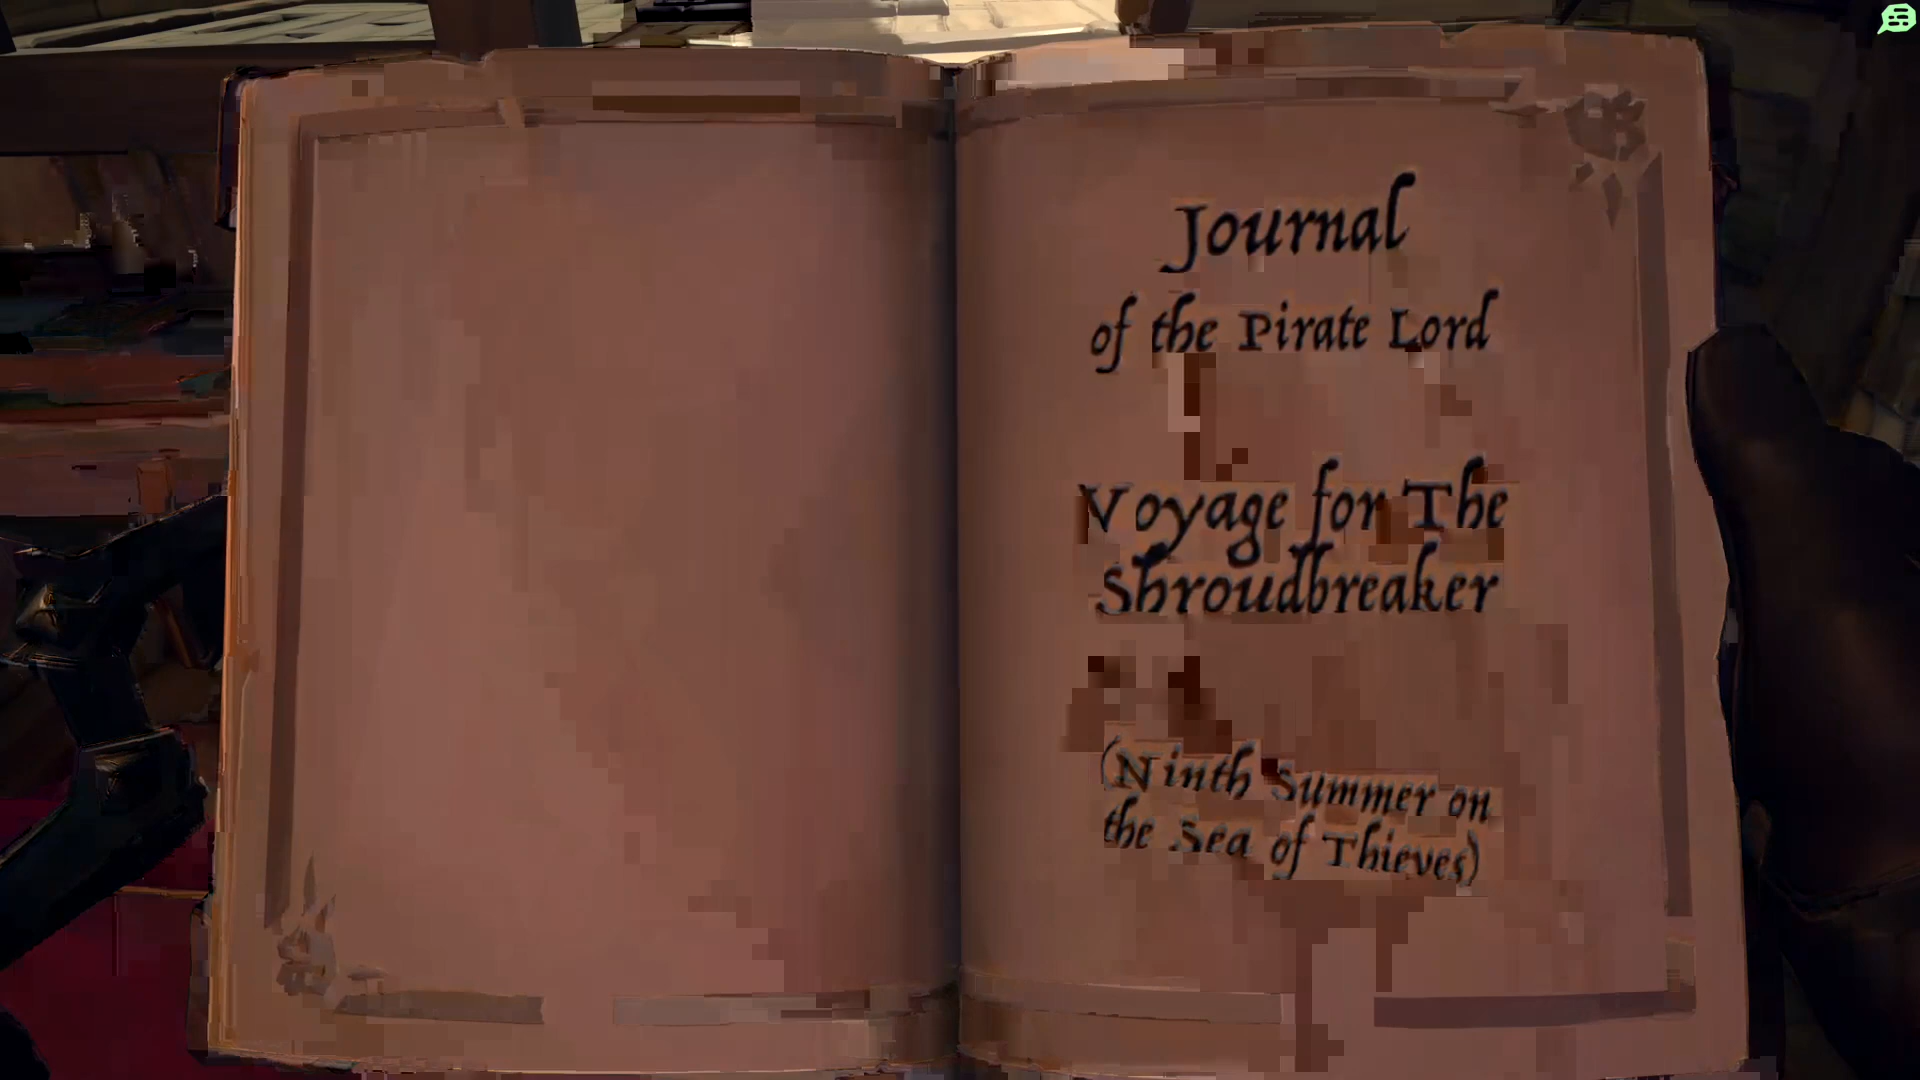 Journal
of the Pirate Lord
Voyage for The
Shroudbreaker
(Ninth Summer on
the Sea of Thieves)